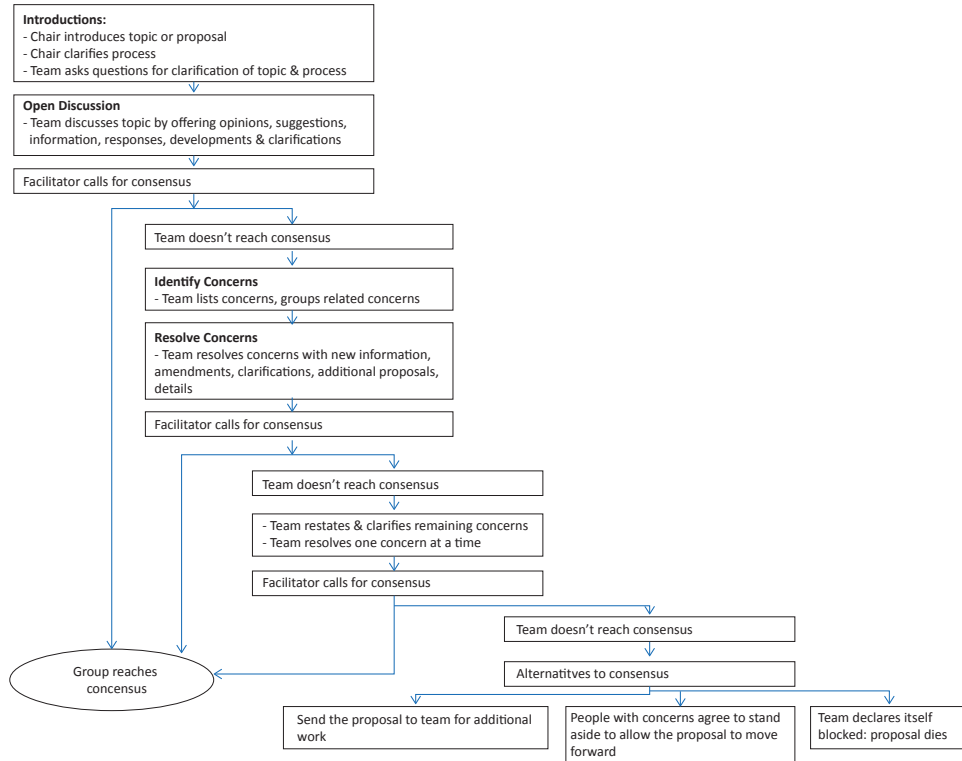 Introductions:
- Chair introduces topic or proposal
- Chair clarifies process
- Team asks questions for clarification of topic & process
Open Discussion
- Team discusses topic by offering opinions, suggestions,
information, responses, developments & clarifications
Facilitator calls for consensus
Team doesn't reach consensus
Identify Concerns
- Team lists concerns, groups related concerns
Resolve Concerns
- Team resolves concerns with new information,
amendments, clarifications, additional proposals,
details
Facilitator calls for consensus
Team doesn't reach consensus
- Team restates & clarifies remaining concerns
- Team resolves one concern at a time
Facilitator calls for consensus
Team doesn't reach consensus
Group reaches
concensus
Alternatitves to consensus
Send the proposal to team for additional
work
People with concerns agree to stand
aside to allow the proposal to move
forward
Team declares itself
blocked: proposal dies